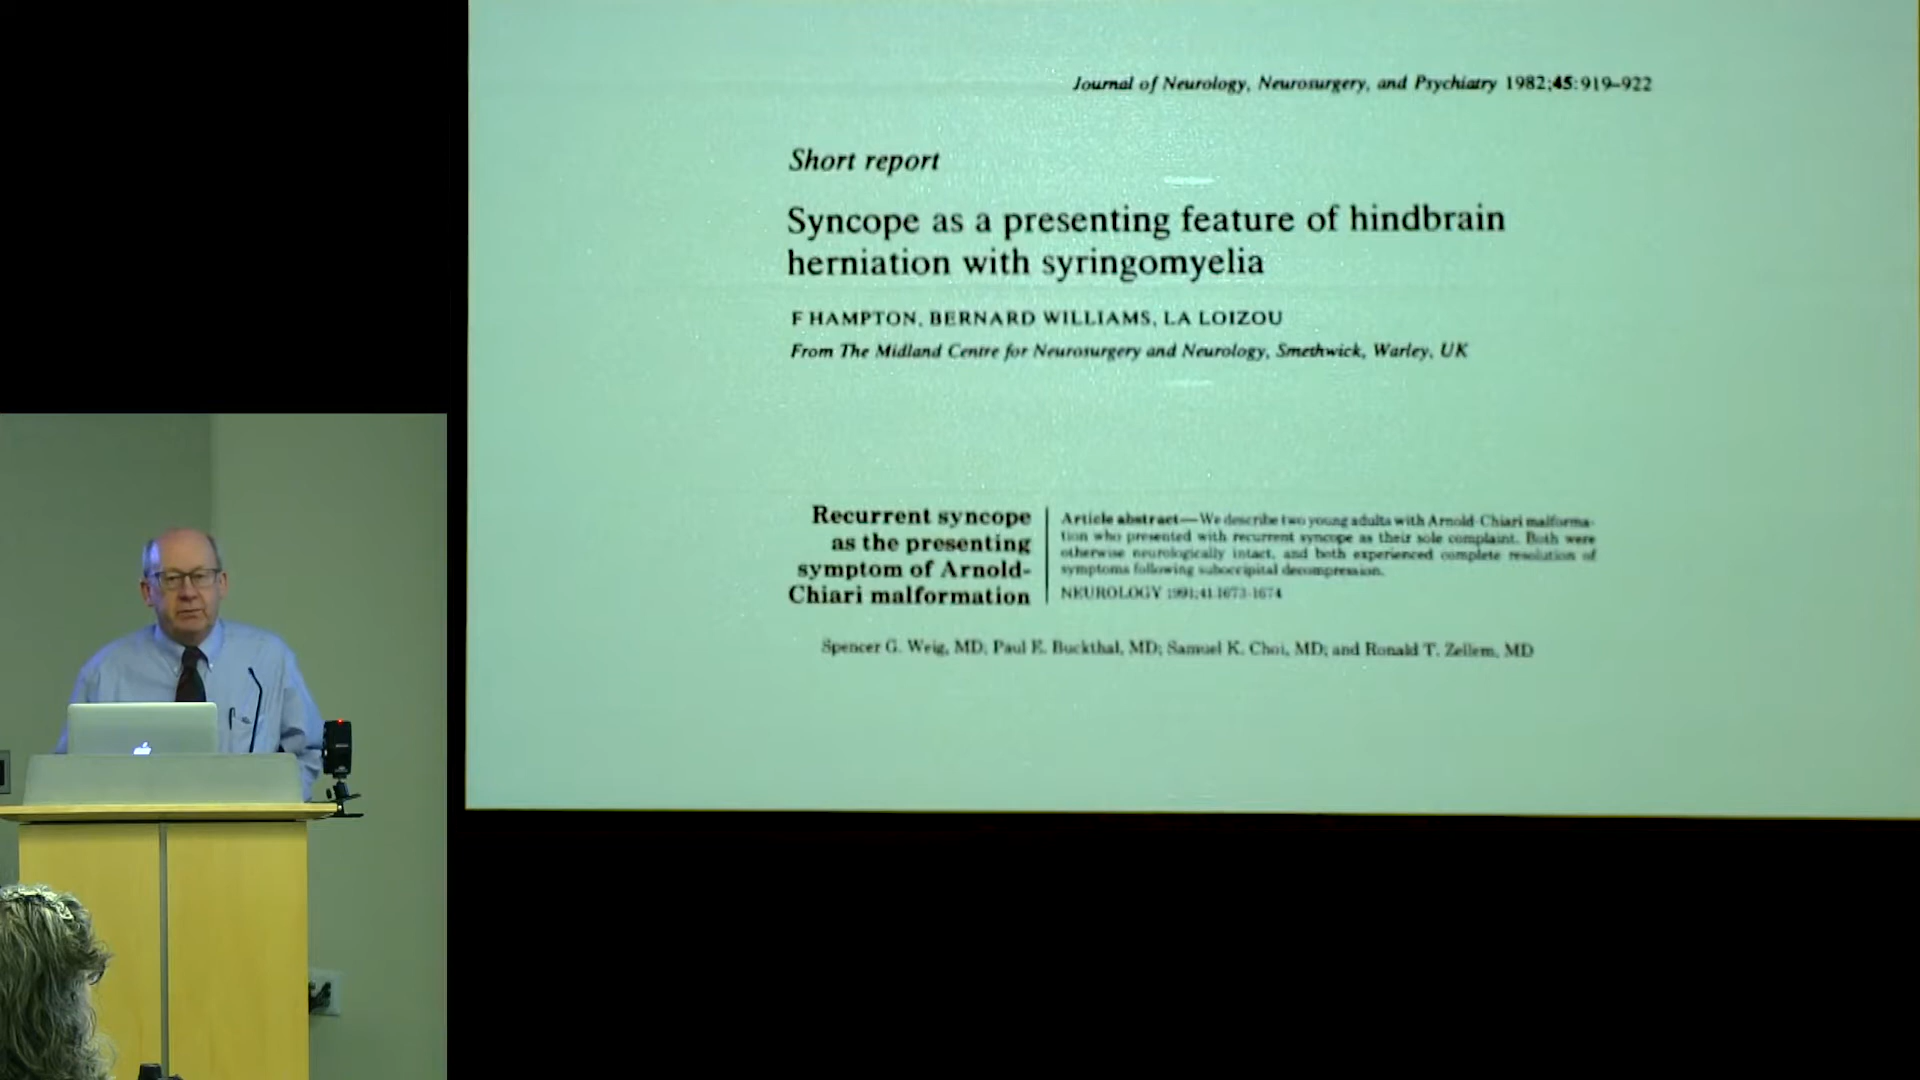 Journal of Neurology, Neurosurgery, and Psychiatry 1982;45:919–922
Short report
Syncope as a presenting feature of hindbrain
herniation with syringomyelia
F HAMPTON, BERNARD WILLIAMS, LA LOIZOU
From The Midland Centre for Neurosurgery and Neurology, Smethwick, Warley, UK
Recurrent syncope
as the presenting
symptom of Arnold-
Chiari malformation
Article abstract—We describe two young adults with Arnold-Chiari malforma-
tion who presented with recurrent syncope as their sole complaint. Both were
otherwise neurologically intact, and both experienced complete resolution of
symptoms following suboccipital decompression.
NEUROLOGY 1991;41:1673-1674
Spencer G. Weig, MD; Paul E. Buckthal, MD; Samuel K. Choi, MD; and Ronald T. Zellem, MD